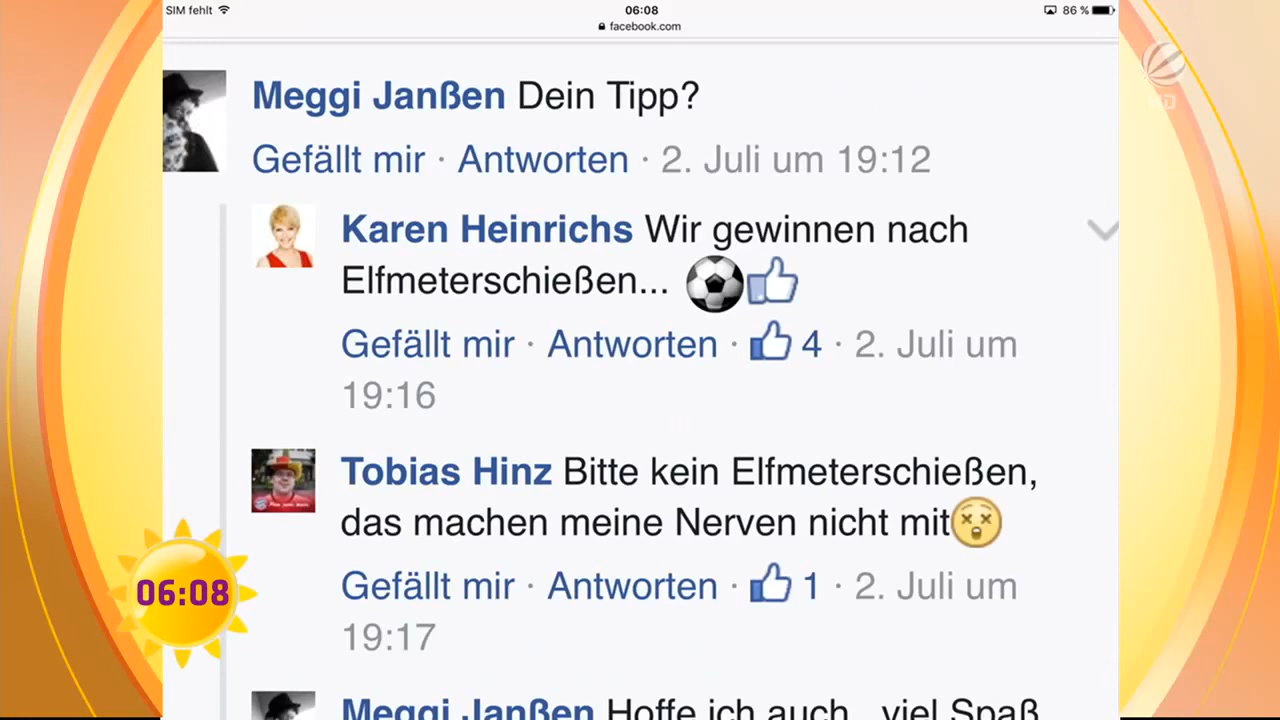 SIM fehlt
06:08
86 %
facebook.com
Meggi Janßen Dein Tipp?
Gefällt mir · Antworten · 2. Juli um 19:12
Karen Heinrichs Wir gewinnen nach
Elfmeterschießen...
Gefällt mir · Antworten · 4 · 2. Juli um
19:16
Tobias Hinz Bitte kein Elfmeterschießen,
das machen meine Nerven nicht mit
Gefällt mir · Antworten · 1 · 2. Juli um
19:17
Meggi Janßen Hoffe ich auch.. viel Spaß
06:08
HD